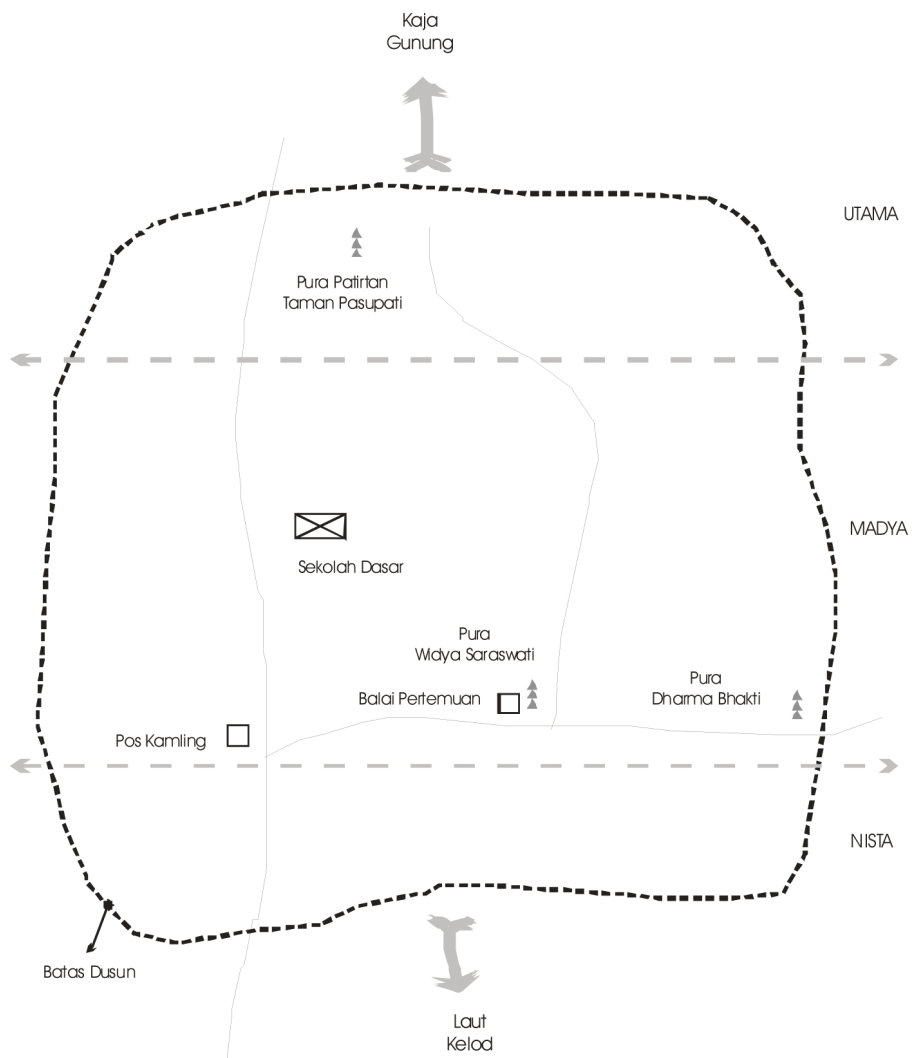 Kaja
Gunung
UTAMA
Pura Patirtan
Taman Pasupati
MADYA
Sekolah Dasar
Pura
Widya Saraswati
Pura
Dharma Bhakti
Balai Pertemuan
Pos Kamling
NISTA
Batas Dusun
Laut
Kelod